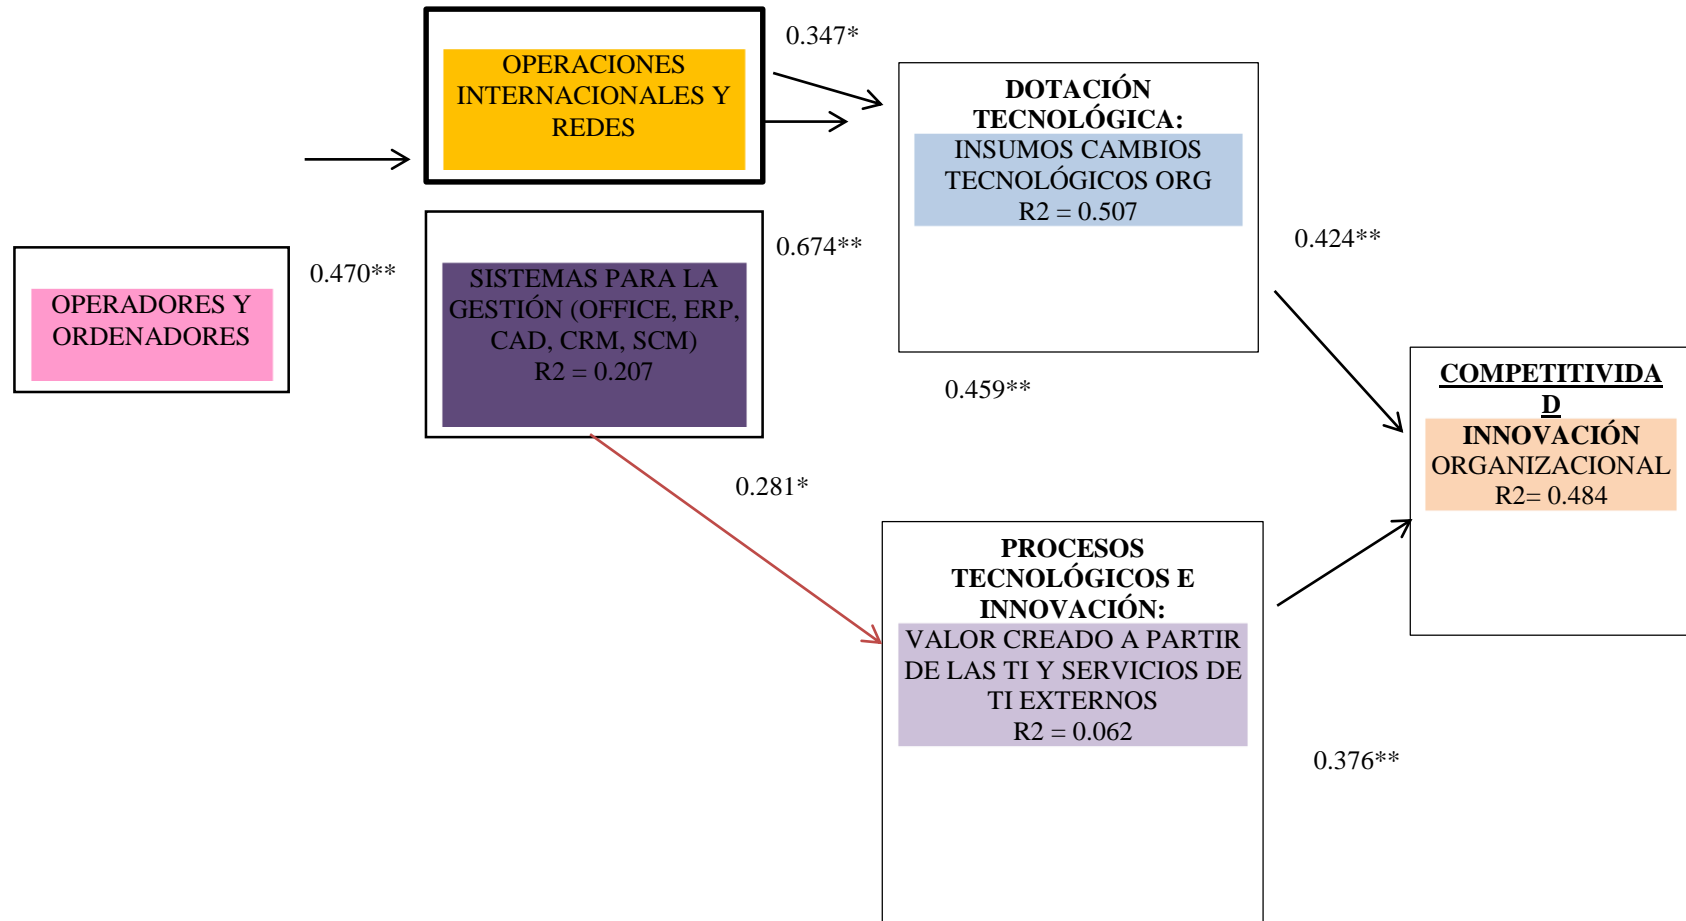 0.347*
OPERACIONES
INTERNACIONALES Y
REDES
DOTACIÓN
TECNOLÓGICA:
INSUMOS CAMBIOS
TECNOLÓGICOS ORG
R2 = 0.507
0.674**
0.424**
0.470**
SISTEMAS PARA LA
GESTIÓN (OFFICE, ERP,
CAD, CRM, SCM)
R2 = 0.207
OPERADORES Y
ORDENADORES
0.459**
COMPETITIVIDA
D
INNOVACIÓN
ORGANIZACIONAL
R2= 0.484
0.281*
PROCESOS
TECNOLÓGICOS E
INNOVACIÓN:
VALOR CREADO A PARTIR
DE LAS TI Y SERVICIOS DE
TI EXTERNOS
R2 = 0.062
0.376**